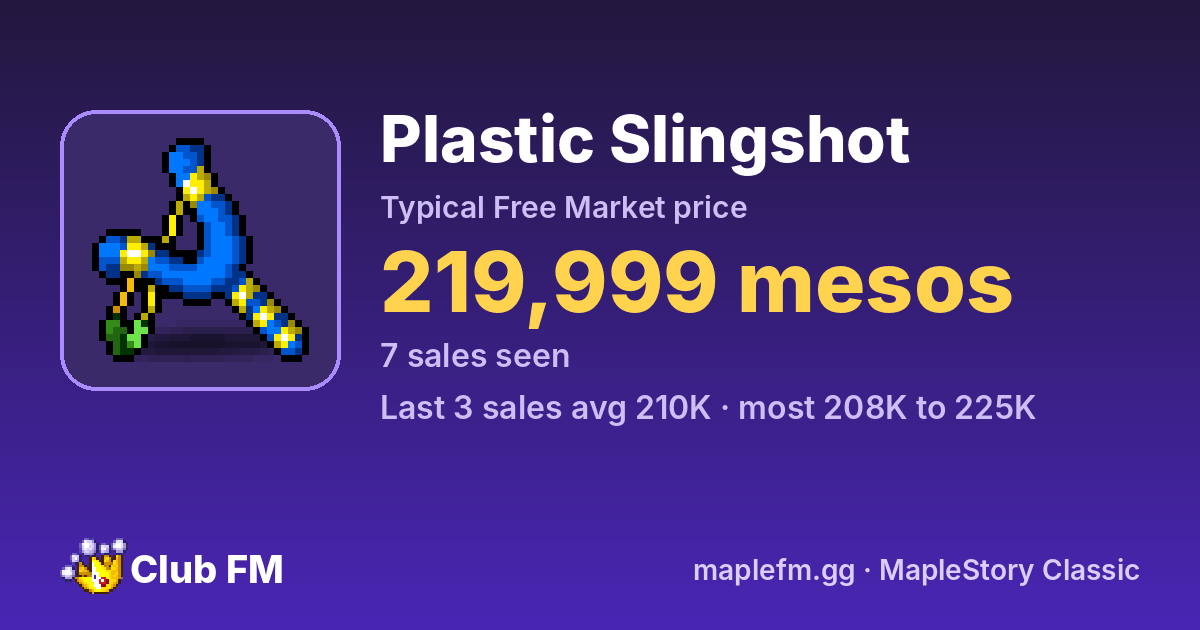 Plastic Slingshot
Typical Free Market price
219,999 mesos
7 sales seen
Last 3 sales avg 210K · most 208K to 225K
Club FM
maplefm.gg · MapleStory Classic